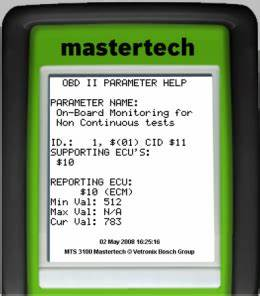 mastertech
OBD II PARAMETER HELP
PARAMETER NAME:
On-Board Monitoring for
Non Continuous tests
ID.: 1, $(01) CID $11
SUPPORTING ECU'S:
$10
REPORTING ECU:
$10 (ECM)
Min Val: 512
Max Val: N/A
Cur Val: 783
02 May 2008 16:25:16
MTS 3100 Mastertech @ Vetronix Bosch Group